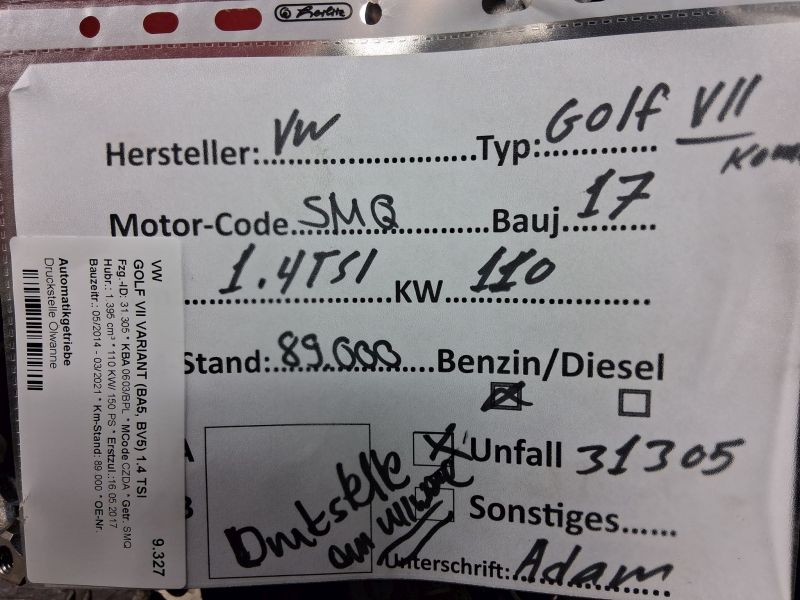 Herlitz
Hersteller: VW Typ: Golf VII
Motor-Code SMQ Bauj. 17
1.4 TSI KW 110
Stand: 89.000 Benzin/Diesel
Unfall 31305
Druckstelle
Sonstiges
Unterschrift: Adam
VW
GOLF VII VARIANT (BA5, BV5) 1.4 TSI
Fzg.-ID: 31 305 * KBA 0603/BPL * MCode CZDA * Getr. SMQ
Hubr.: 1.395 cm³ * 110 KW/ 150 PS * Erstzul.:16.05.2017
Bauzeitr.: 05/2014 - 03/2021 * Km-Stand: 89 000 * OE-Nr.
Automatikgetriebe
Druckstelle Ölwanne
9.327